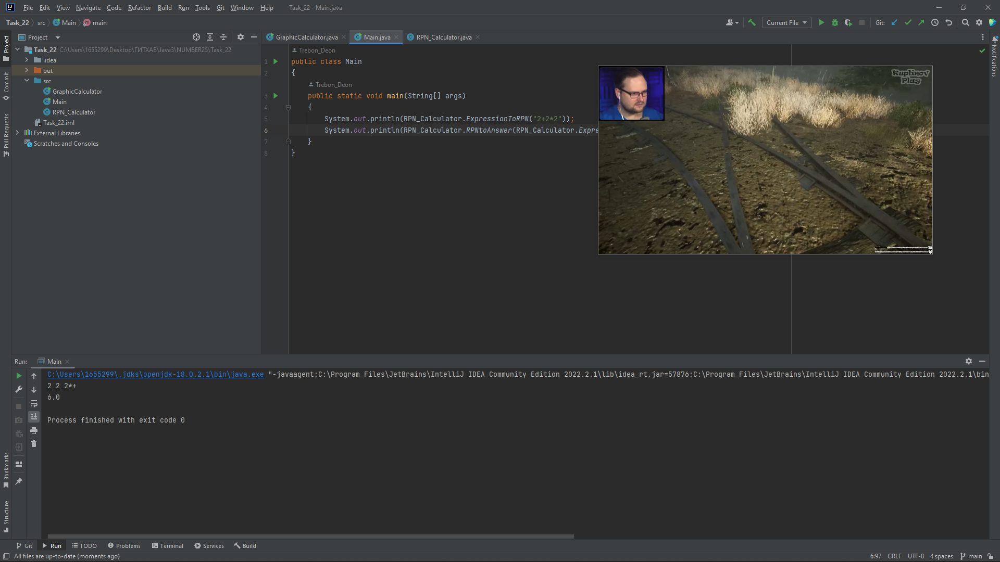 File Edit View Navigate Code Refactor Build Run Tools Git Window Help Task_22 - Main.java
Task_22 src Main main Current File Git:
Project
GraphicCalculator.java Main.java RPN_Calculator.java
Task_22 C:\Users\1655299\Desktop\ГИТХАБ\Java3\NUMBER25\Task_22
.idea
out
src
GraphicCalculator
Main
RPN_Calculator
Task_22.iml
External Libraries
Scratches and Consoles
Project
Commit
Pull Requests
Bookmarks
Structure
Notifications
Trebon_Deon
1 public class Main
2 {
Trebon_Deon
3 public static void main(String[] args)
4 {
5 System.out.println(RPN_Calculator.ExpressionToRPN("2+2*2"));
6 System.out.println(RPN_Calculator.RPNtoAnswer(RPN_Calculator.Expre
7 }
8 }
Kuplinov
Play
Run: Main
C:\Users\1655299\.jdks\openjdk-18.0.2.1\bin\java.exe "-javaagent:C:\Program Files\JetBrains\IntelliJ IDEA Community Edition 2022.2.1\lib\idea_rt.jar=57876:C:\Program Files\JetBrains\IntelliJ IDEA Community Edition 2022.2.1\bin
2 2 2*+
6.0
Process finished with exit code 0
Git Run TODO Problems Terminal Services Build
All files are up-to-date (moments ago) 6:97 CRLF UTF-8 4 spaces main